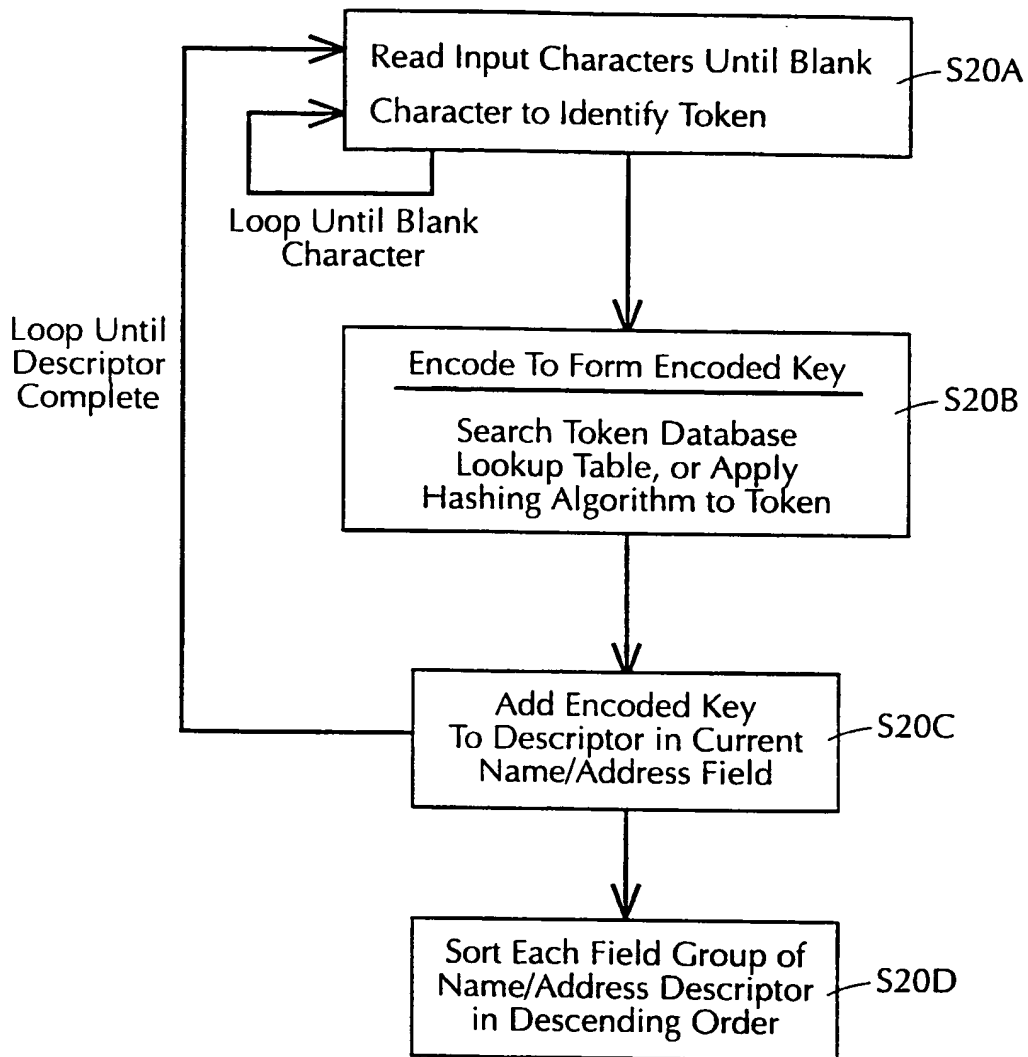 Read Input Characters Until Blank
Character to Identify Token
S20A
Loop Until Blank
Character
Loop Until
Descriptor
Complete
Encode To Form Encoded Key
Search Token Database
Lookup Table, or Apply
Hashing Algorithm to Token
S20B
Add Encoded Key
To Descriptor in Current
Name/Address Field
S20C
Sort Each Field Group of
Name/Address Descriptor
in Descending Order
S20D